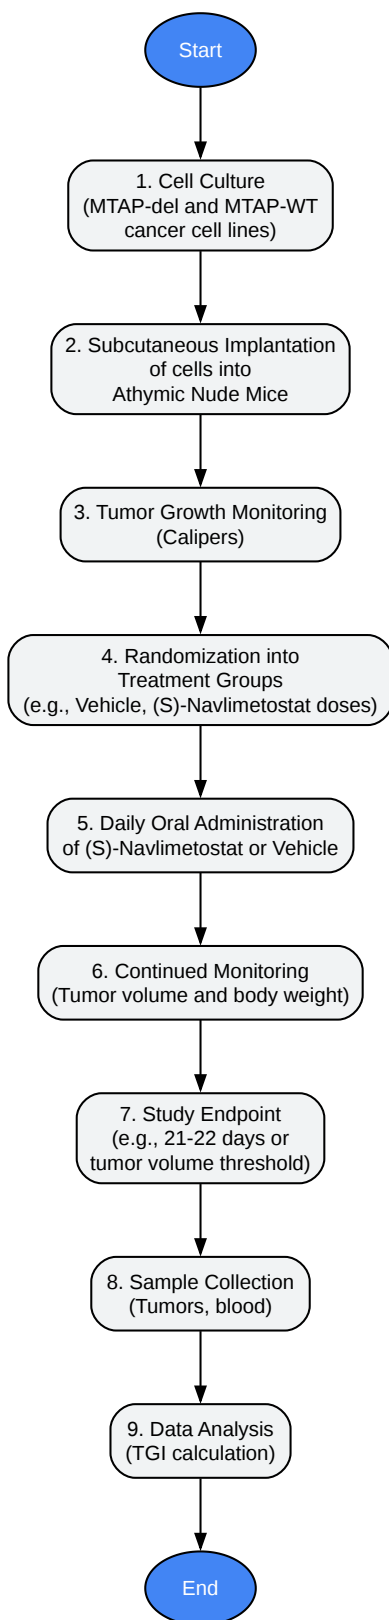 Start
1. Cell Culture
(MTAP-del and MTAP-WT
cancer cell lines)
2. Subcutaneous Implantation
of cells into
Athymic Nude Mice
3. Tumor Growth Monitoring
(Calipers)
4. Randomization into
Treatment Groups
(e.g., Vehicle, (S)-Navlimetostat doses)
5. Daily Oral Administration
of (S)-Navlimetostat or Vehicle
6. Continued Monitoring
(Tumor volume and body weight)
7. Study Endpoint
(e.g., 21-22 days or
tumor volume threshold)
8. Sample Collection
(Tumors, blood)
9. Data Analysis
(TGI calculation)
End